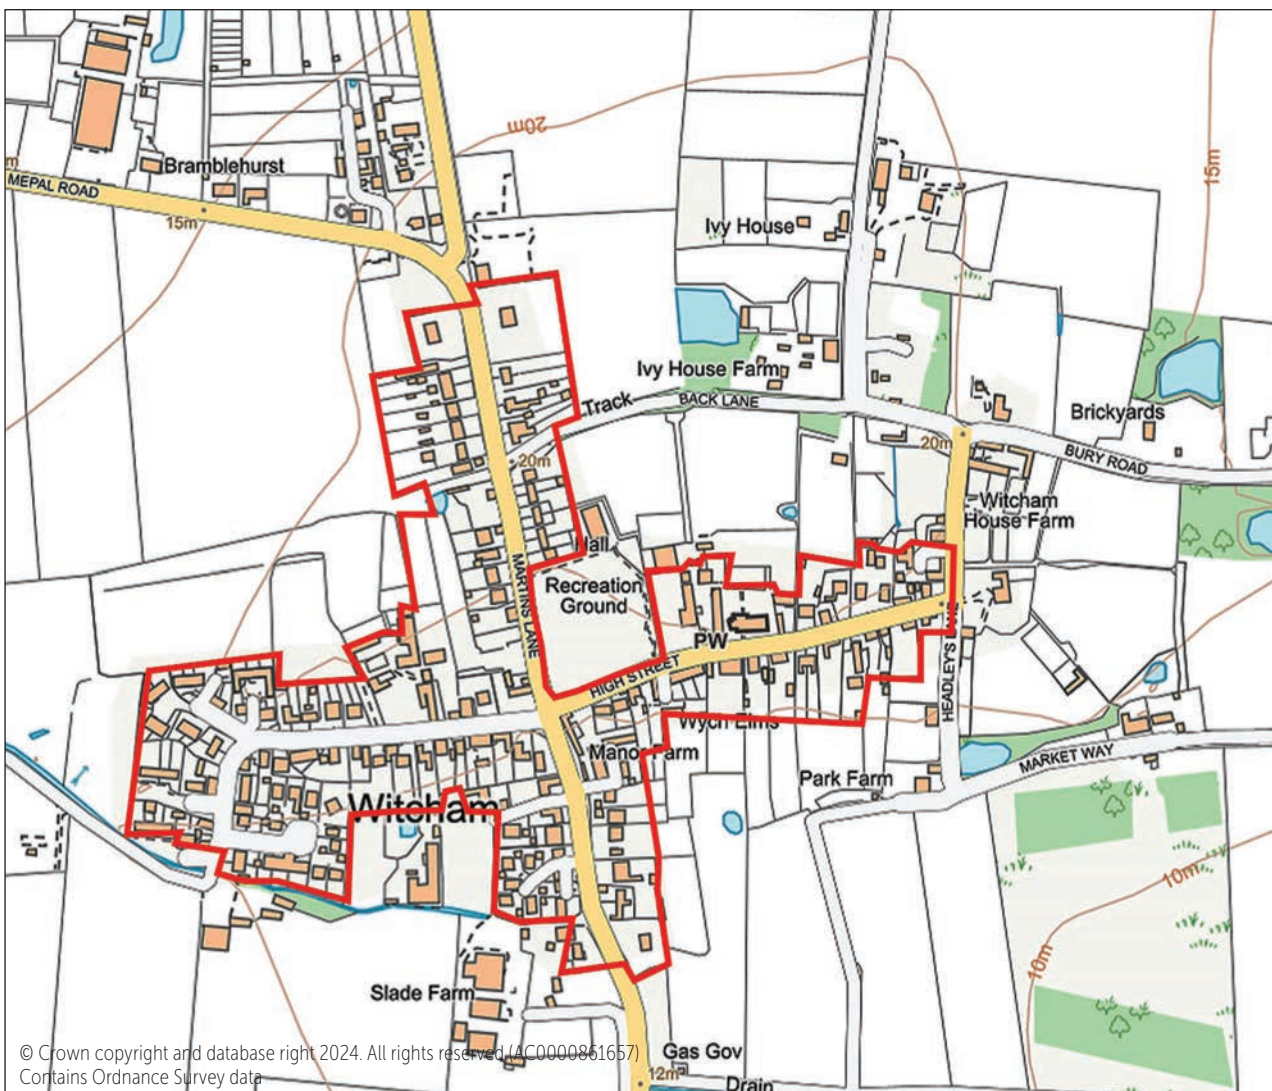 20m
15m
Bramblehurst
m
MEPAL ROAD
15m
Ivy House
Ivy House Farm
Track
BACK LANE
Brickyards
20m
20m
BURY ROAD
Witcham
House Farm
Hall
MARTINS LANE
Recreation
Ground
PW
HIGH STREET
HEADLEYS LANE
Wych Elms
Manor Farm
MARKET WAY
Park Farm
Witcham
10m
10m
Slade Farm
© Crown copyright and database right 2024. All rights reserved (AC0000861657)
Contains Ordnance Survey data
Gas Gov
12m
Drain